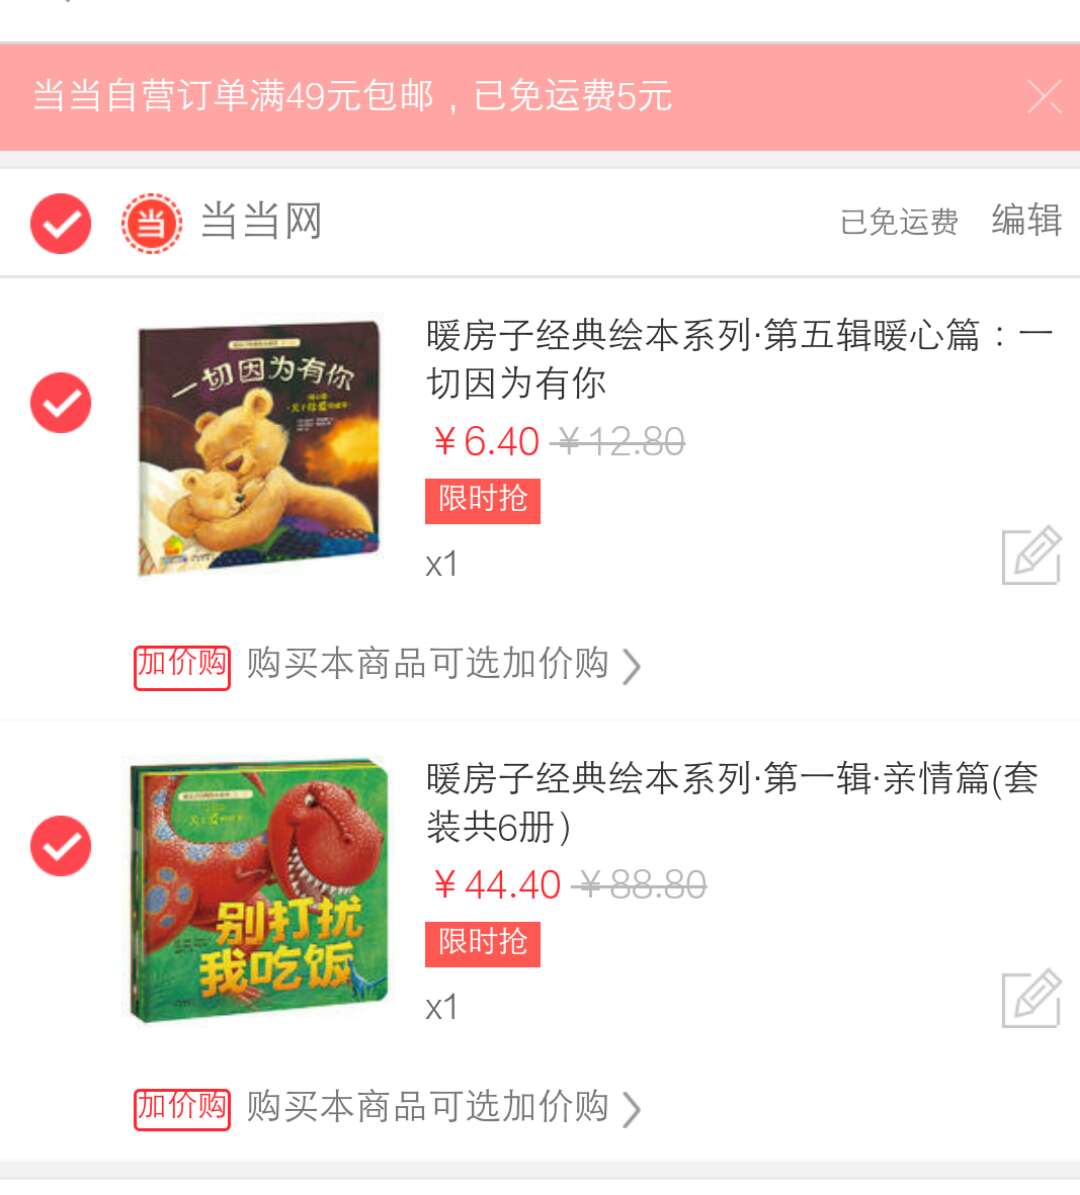 当当自营订单满49元包邮，已免运费5元
当 当当网 已免运费 编辑
一切因为有你
暖房子经典绘本系列·第五辑暖心篇：一
切因为有你
￥6.40 ￥12.80
限时抢
x1
加价购 购买本商品可选加价购
别打扰
我吃饭
暖房子经典绘本系列·第一辑·亲情篇(套
装共6册）
￥44.40 ￥88.80
限时抢
x1
加价购 购买本商品可选加价购